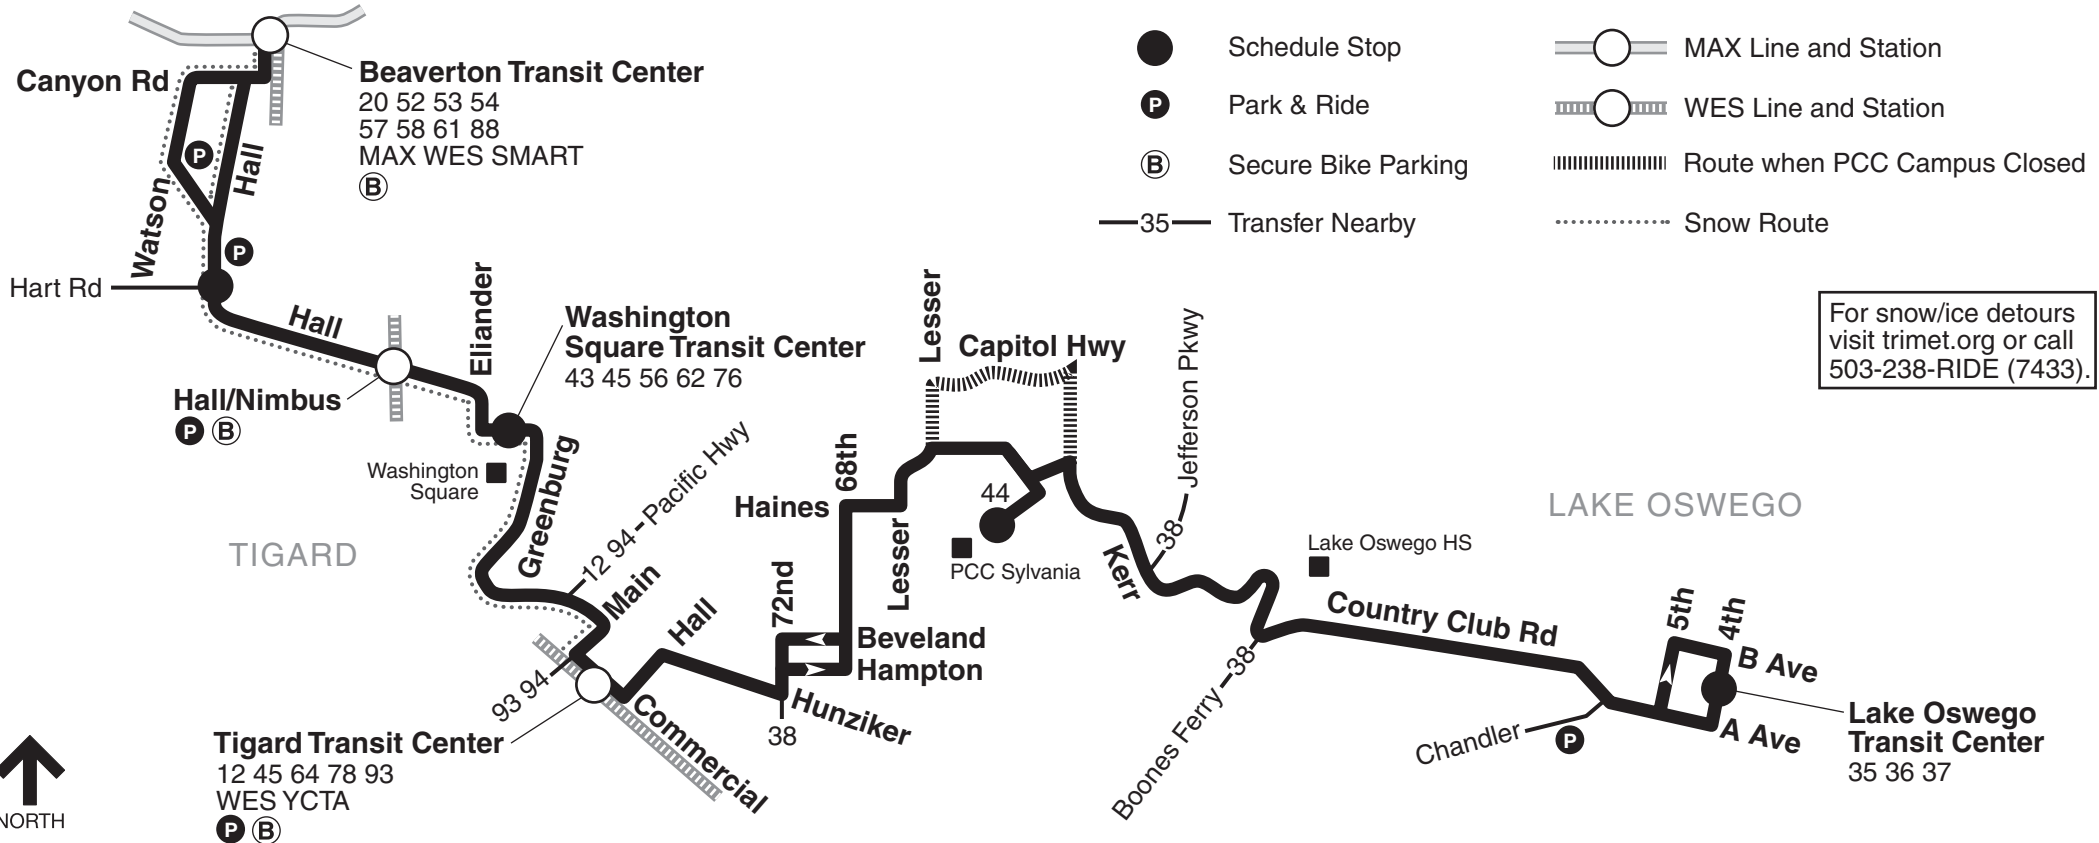 Canyon Rd
Beaverton Transit Center
20 52 53 54
57 58 61 88
MAX WES SMART
B
P
Hall
Watson
P
Hart Rd
Hall
Eliander
Hall/Nimbus
P B
Washington
Square Transit Center
43 45 56 62 76
Washington
Square
Greenburg
12 94
Pacific Hwy
TIGARD
Main
93 94
Tigard Transit Center
12 45 64 78 93
WES YCTA
P B
Commercial
Hall
Hunziker
38
72nd
Beveland
Hampton
68th
Haines
Lesser
Lesser
Capitol Hwy
44
PCC Sylvania
Kerr
38
Jefferson Pkwy
Boones Ferry
38
Lake Oswego HS
Country Club Rd
LAKE OSWEGO
Chandler
P
5th
4th
B Ave
A Ave
Lake Oswego
Transit Center
35 36 37
Schedule Stop
P Park & Ride
B Secure Bike Parking
35 Transfer Nearby
MAX Line and Station
WES Line and Station
Route when PCC Campus Closed
Snow Route
For snow/ice detours
visit trimet.org or call
503-238-RIDE (7433).
NORTH